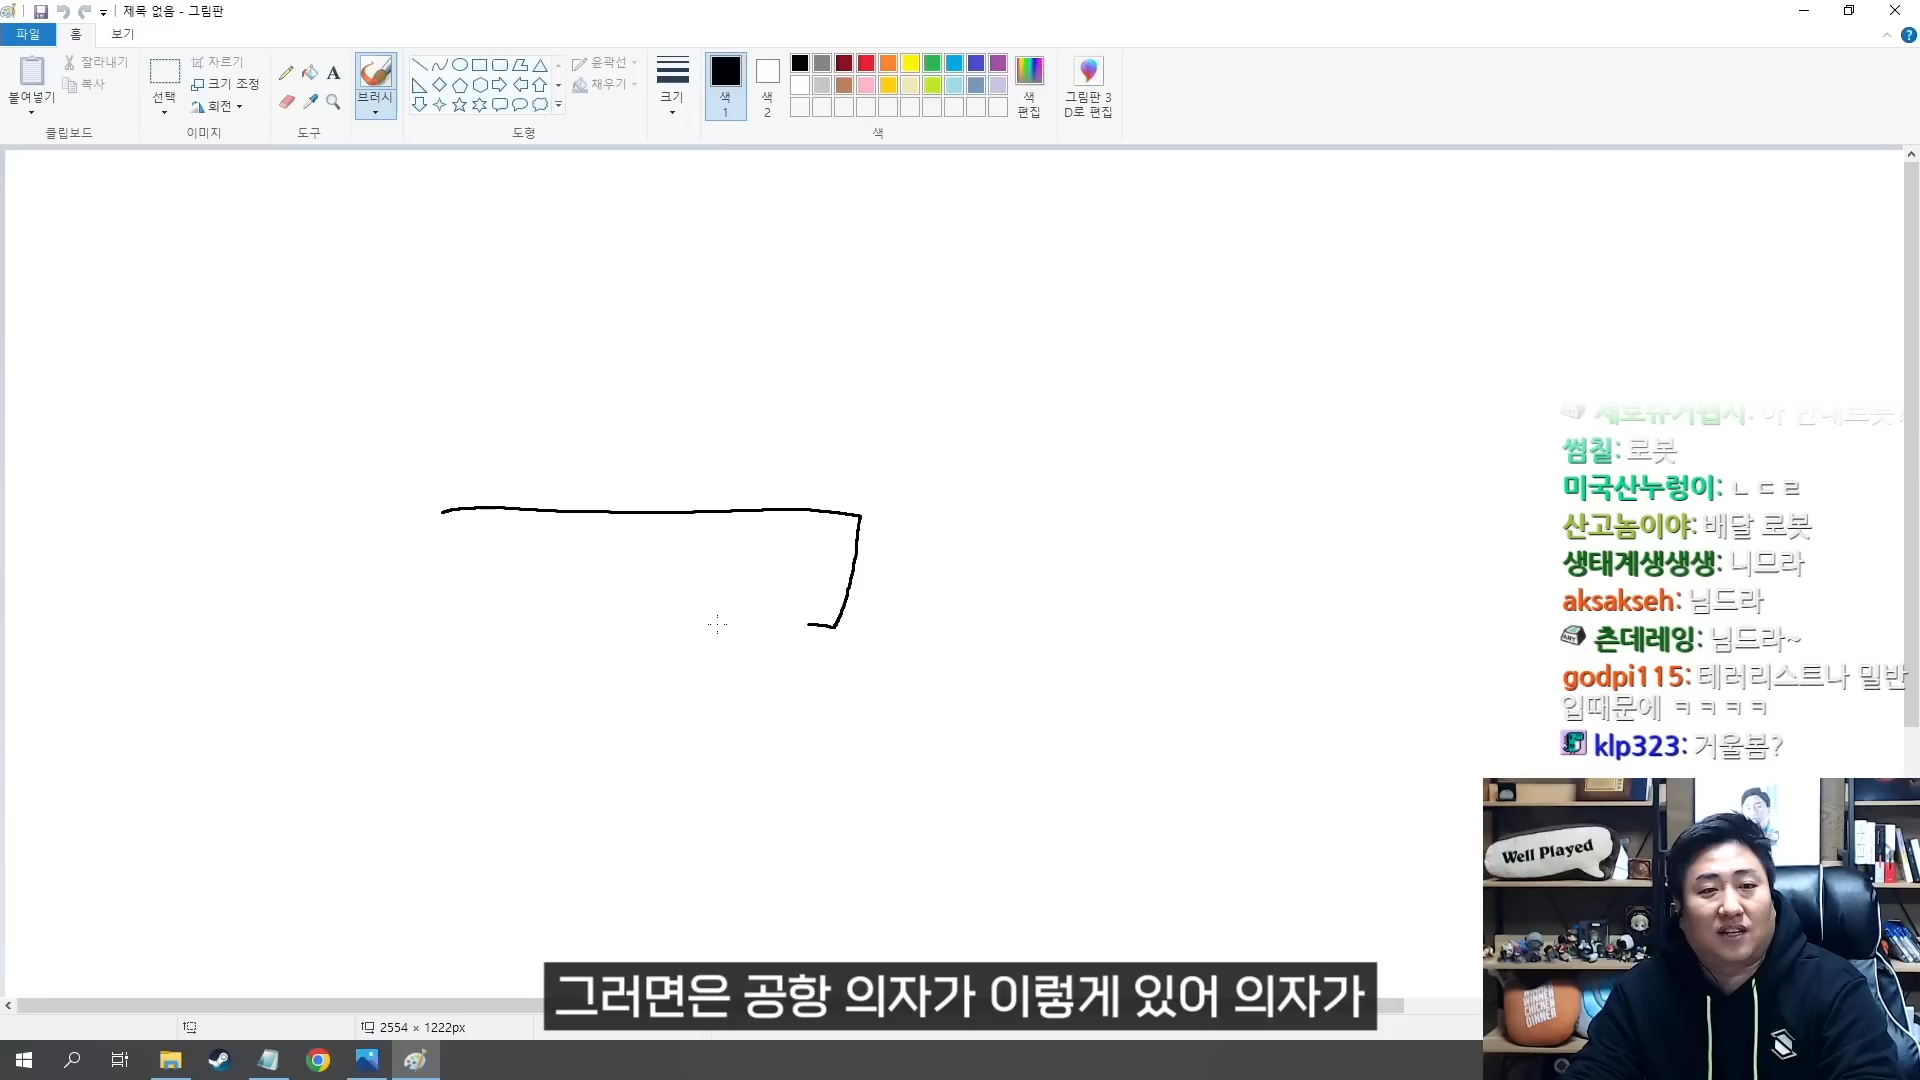 제목 없음 - 그림판
파일
홈
보기
붙여넣기
잘라내기
복사
클립보드
선택
자르기
크기 조정
회전
이미지
A
도구
브러시
도형
윤곽선
채우기
크기
색
1
색
2
색
편집
색
그림판 3
D로 편집
썸칠: 로봇
미국산누렁이: ㄴㄷㄹ
산고놈이야: 배달 로봇
생태계생생생: 니므라
aksakseh: 님드라
츤데레잉: 님드라~
godpi115: 테러리스트나 밀반
입때문에 ㅋㅋㅋㅋ
klp323: 거울봄?
Well Played
WINNER
WINNER
CHICKEN
DINNER
그러면은 공항 의자가 이렇게 있어 의자가
2554 × 1222px